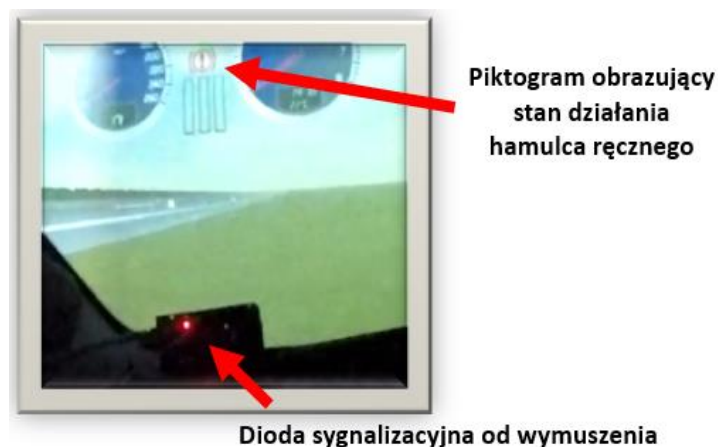 Piktogram obrazujący
stan działania
hamulca ręcznego
Dioda sygnalizacyjna od wymuszenia